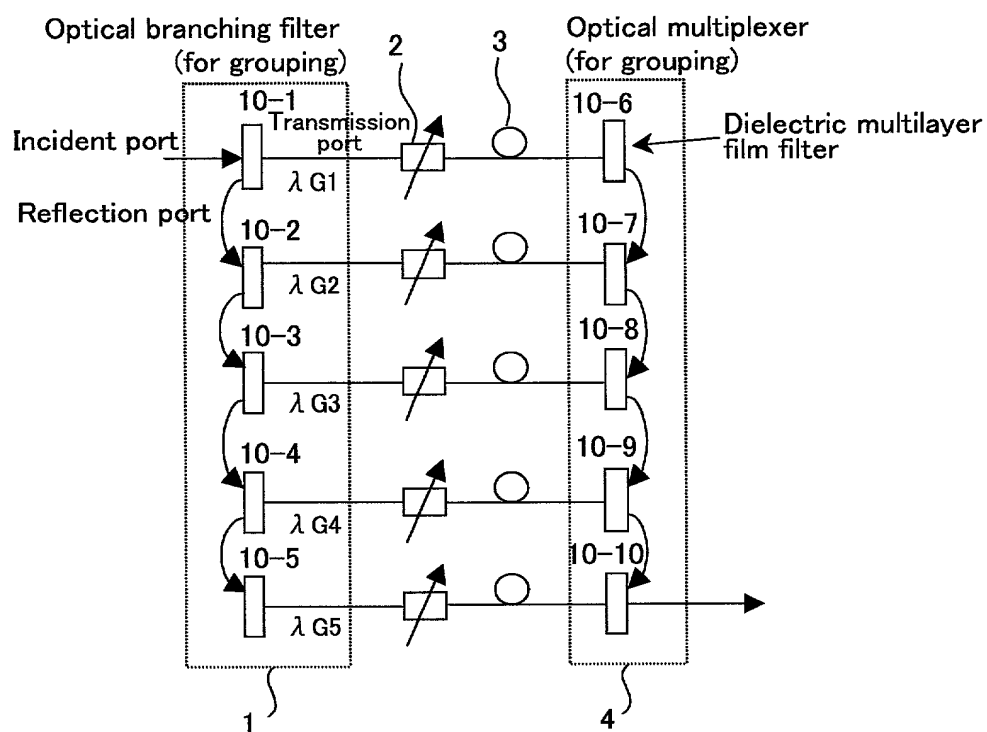 Optical branching filter
(for grouping)
2
3
Optical multiplexer
(for grouping)
10-1
10-6
Incident port
Transmission
port
Dielectric multilayer
film filter
λ G1
Reflection port
10-2
10-7
λ G2
10-3
10-8
λ G3
10-4
10-9
λ G4
10-5
10-10
λ G5
1
4